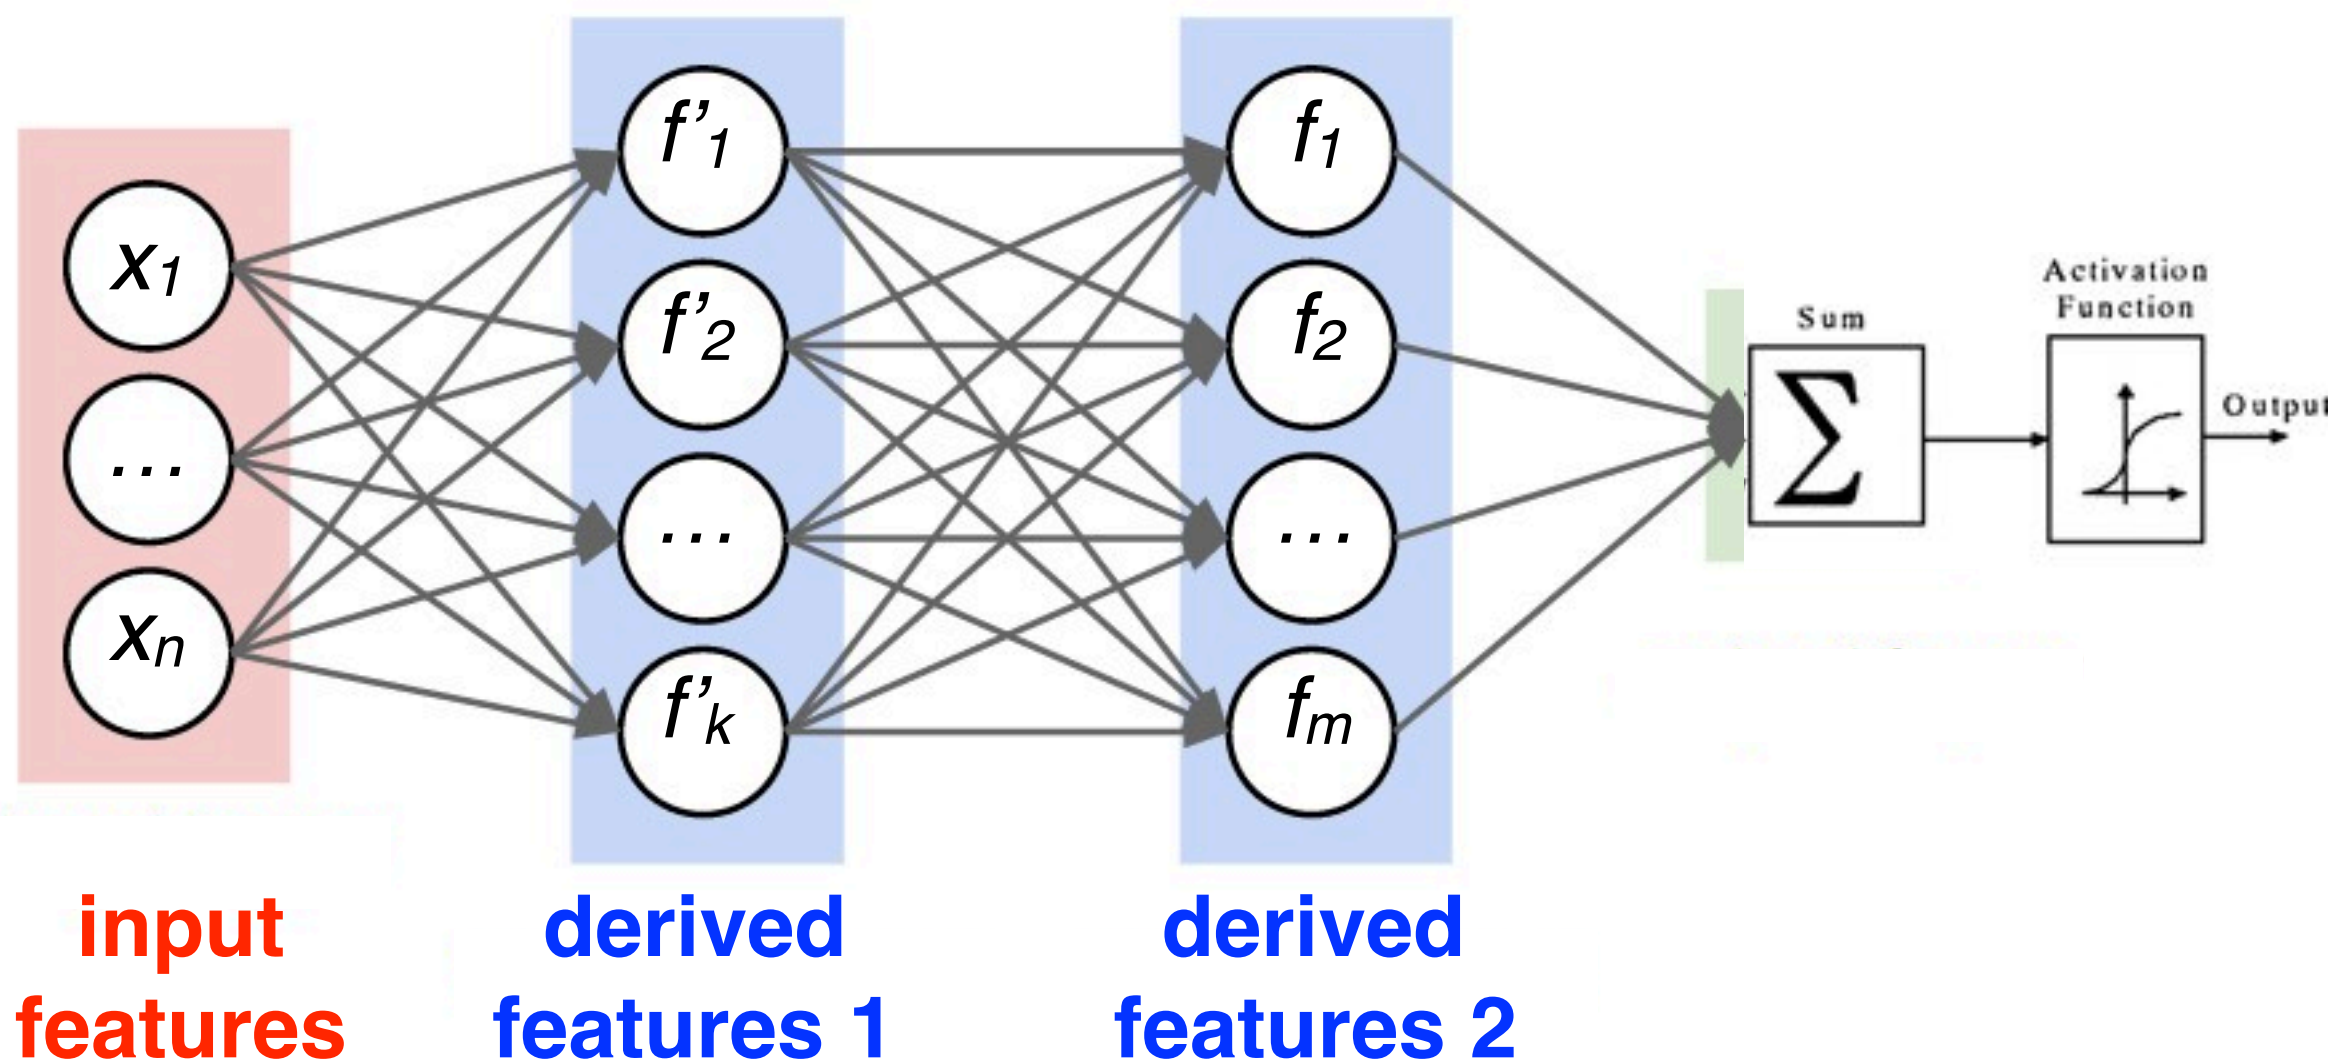 x1
...
xn
f'1
f'2
...
f'k
f1
f2
...
fm
Sum
Σ
Activation
Function
Output
input
features
derived
features 1
derived
features 2